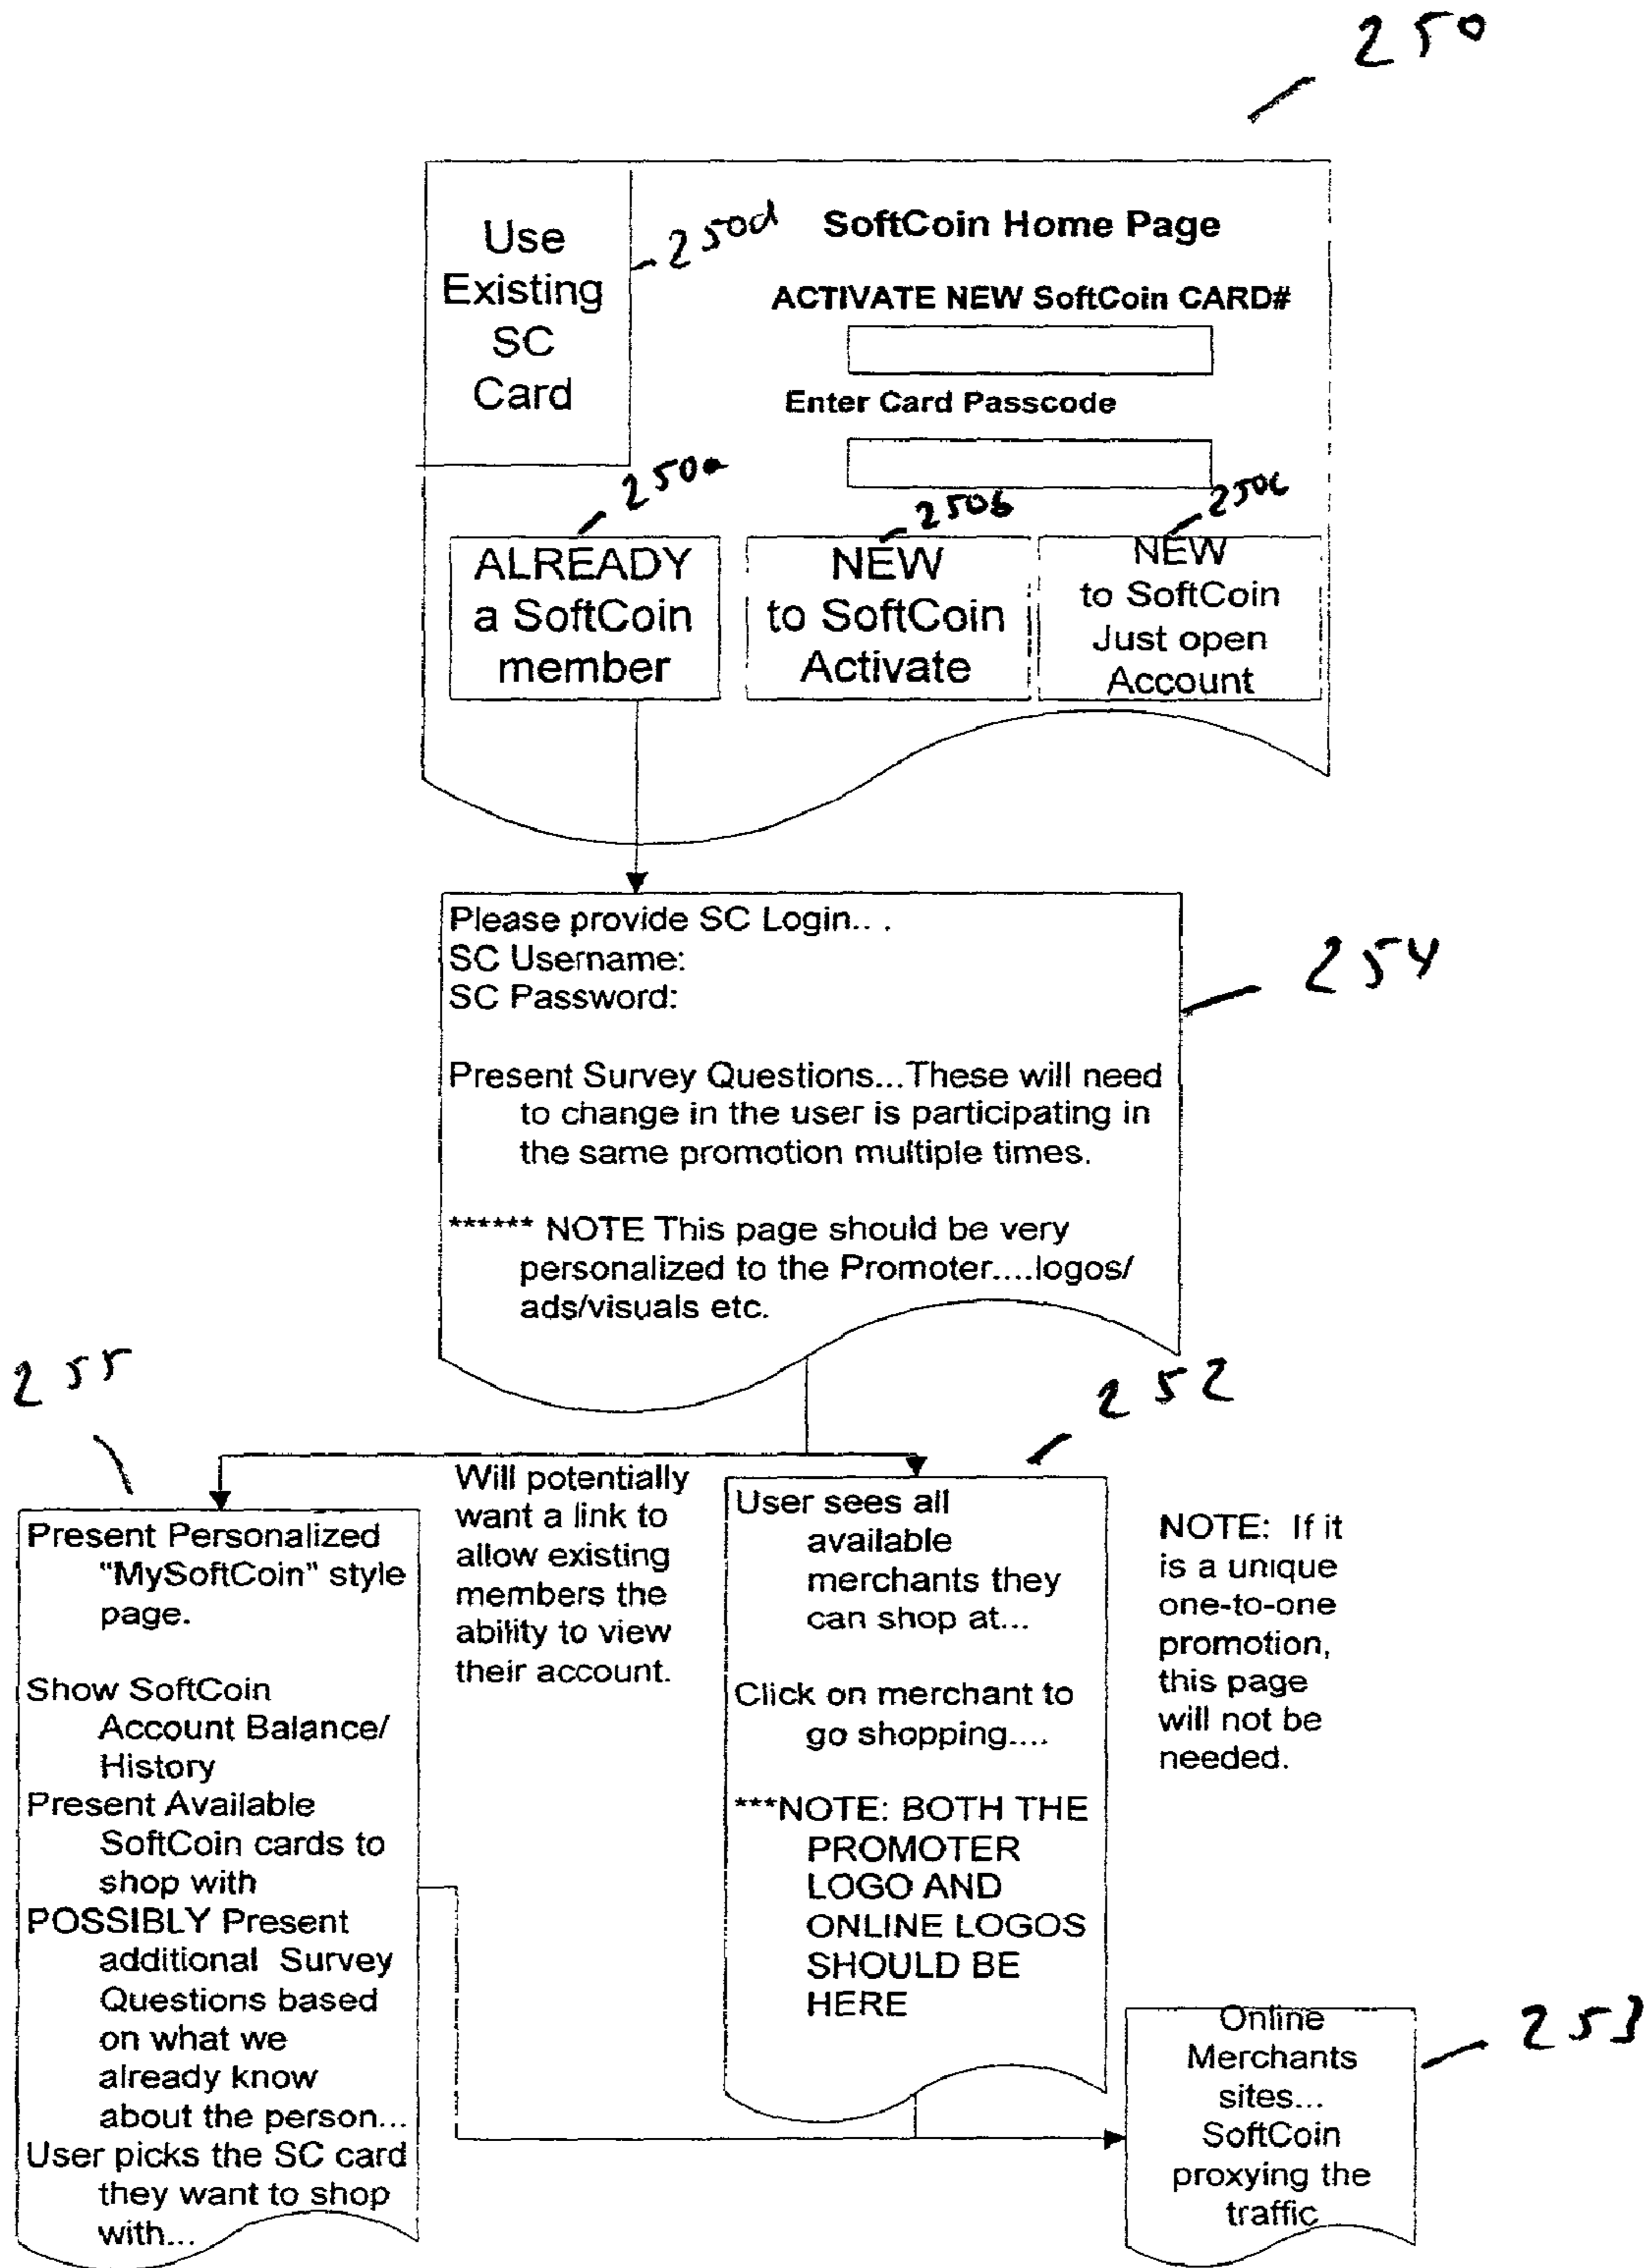 250
Use
Existing
SC
Card
250d
SoftCoin Home Page
ACTIVATE NEW SoftCoin CARD#
Enter Card Passcode
250a
250b
250c
ALREADY
a SoftCoin
member
NEW
to SoftCoin
Activate
NEW
to SoftCoin
Just open
Account
Please provide SC Login...
SC Username:
SC Password:
Present Survey Questions...These will need
to change in the user is participating in
the same promotion multiple times.
****** NOTE This page should be very
personalized to the Promoter....logos/
ads/visuals etc.
254
255
252
Present Personalized
"MySoftCoin" style
page.
Show SoftCoin
Account Balance/
History
Present Available
SoftCoin cards to
shop with
POSSIBLY Present
additional Survey
Questions based
on what we
already know
about the person...
User picks the SC card
they want to shop
with...
Will potentially
want a link to
allow existing
members the
ability to view
their account.
User sees all
available
merchants they
can shop at...
Click on merchant to
go shopping....
***NOTE: BOTH THE
PROMOTER
LOGO AND
ONLINE LOGOS
SHOULD BE
HERE
NOTE: If it
is a unique
one-to-one
promotion,
this page
will not be
needed.
Online
Merchants
sites...
SoftCoin
proxying the
traffic
253